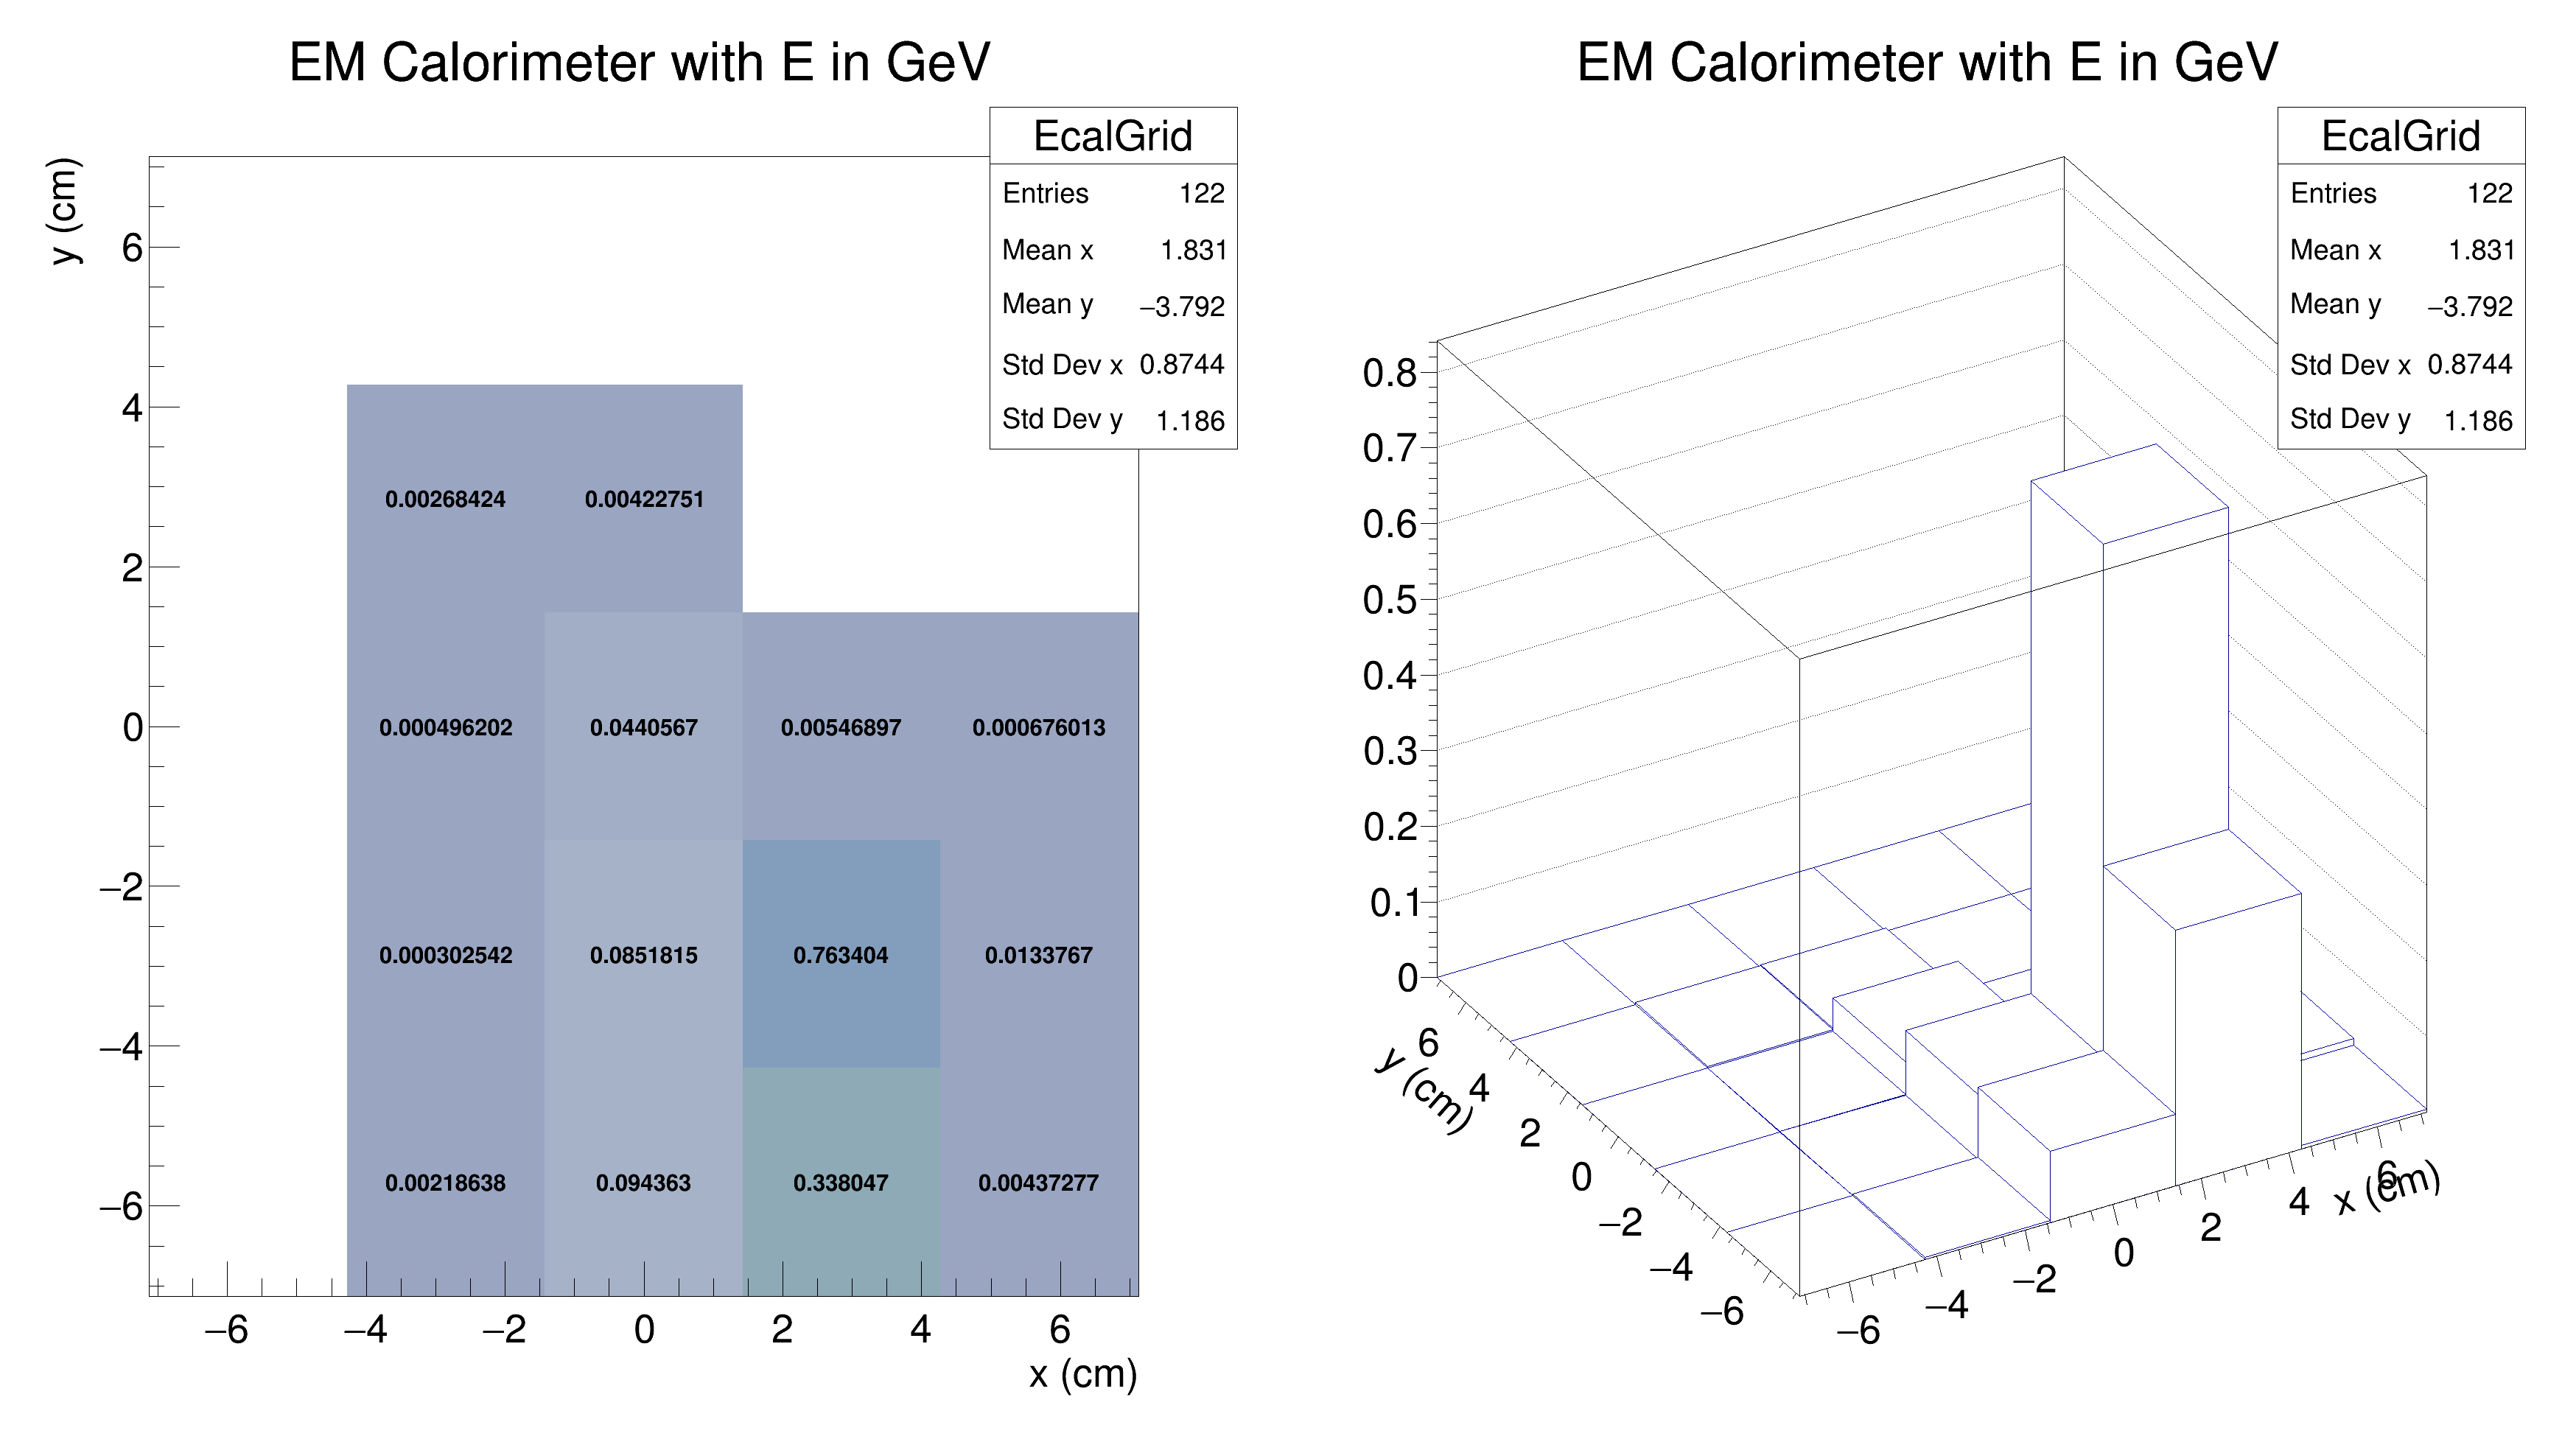 EM Calorimeter with E in GeV
EcalGrid
Entries 122
Mean x 1.831
Mean y −3.792
Std Dev x 0.8744
Std Dev y 1.186
y (cm)
6
4
2
0
−2
−4
−6
0.00268424 0.00422751
0.000496202 0.0440567 0.00546897 0.000676013
0.000302542 0.0851815 0.763404 0.0133767
0.00218638 0.094363 0.338047 0.00437277
−6 −4 −2 0 2 4 6
x (cm)
EM Calorimeter with E in GeV
EcalGrid
Entries 122
Mean x 1.831
Mean y −3.792
Std Dev x 0.8744
Std Dev y 1.186
0.8
0.7
0.6
0.5
0.4
0.3
0.2
0.1
0
y (cm)
6
4
2
0
−2
−4
−6
−6
−4
−2
0
2
4
6
x (cm)